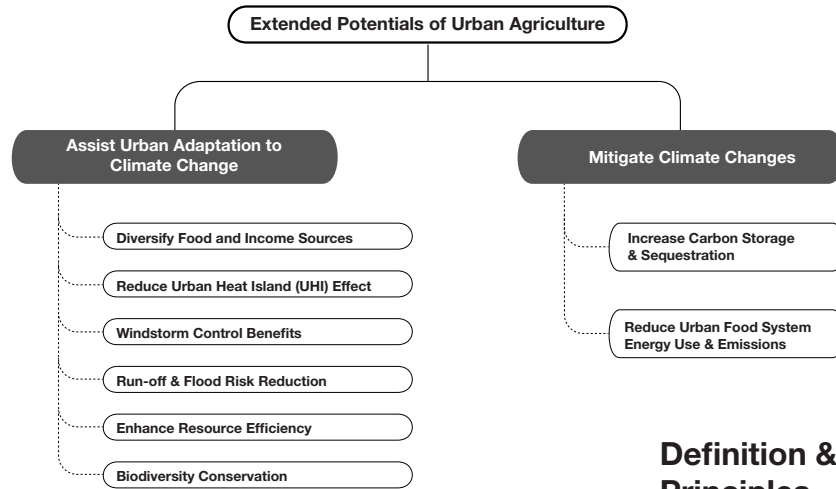 Extended Potentials of Urban Agriculture
Assist Urban Adaptation to
Climate Change
Diversify Food and Income Sources
Reduce Urban Heat Island (UHI) Effect
Windstorm Control Benefits
Run-off & Flood Risk Reduction
Enhance Resource Efficiency
Biodiversity Conservation
Mitigate Climate Changes
Increase Carbon Storage
& Sequestration
Reduce Urban Food System
Energy Use & Emissions
Definition &
Principles